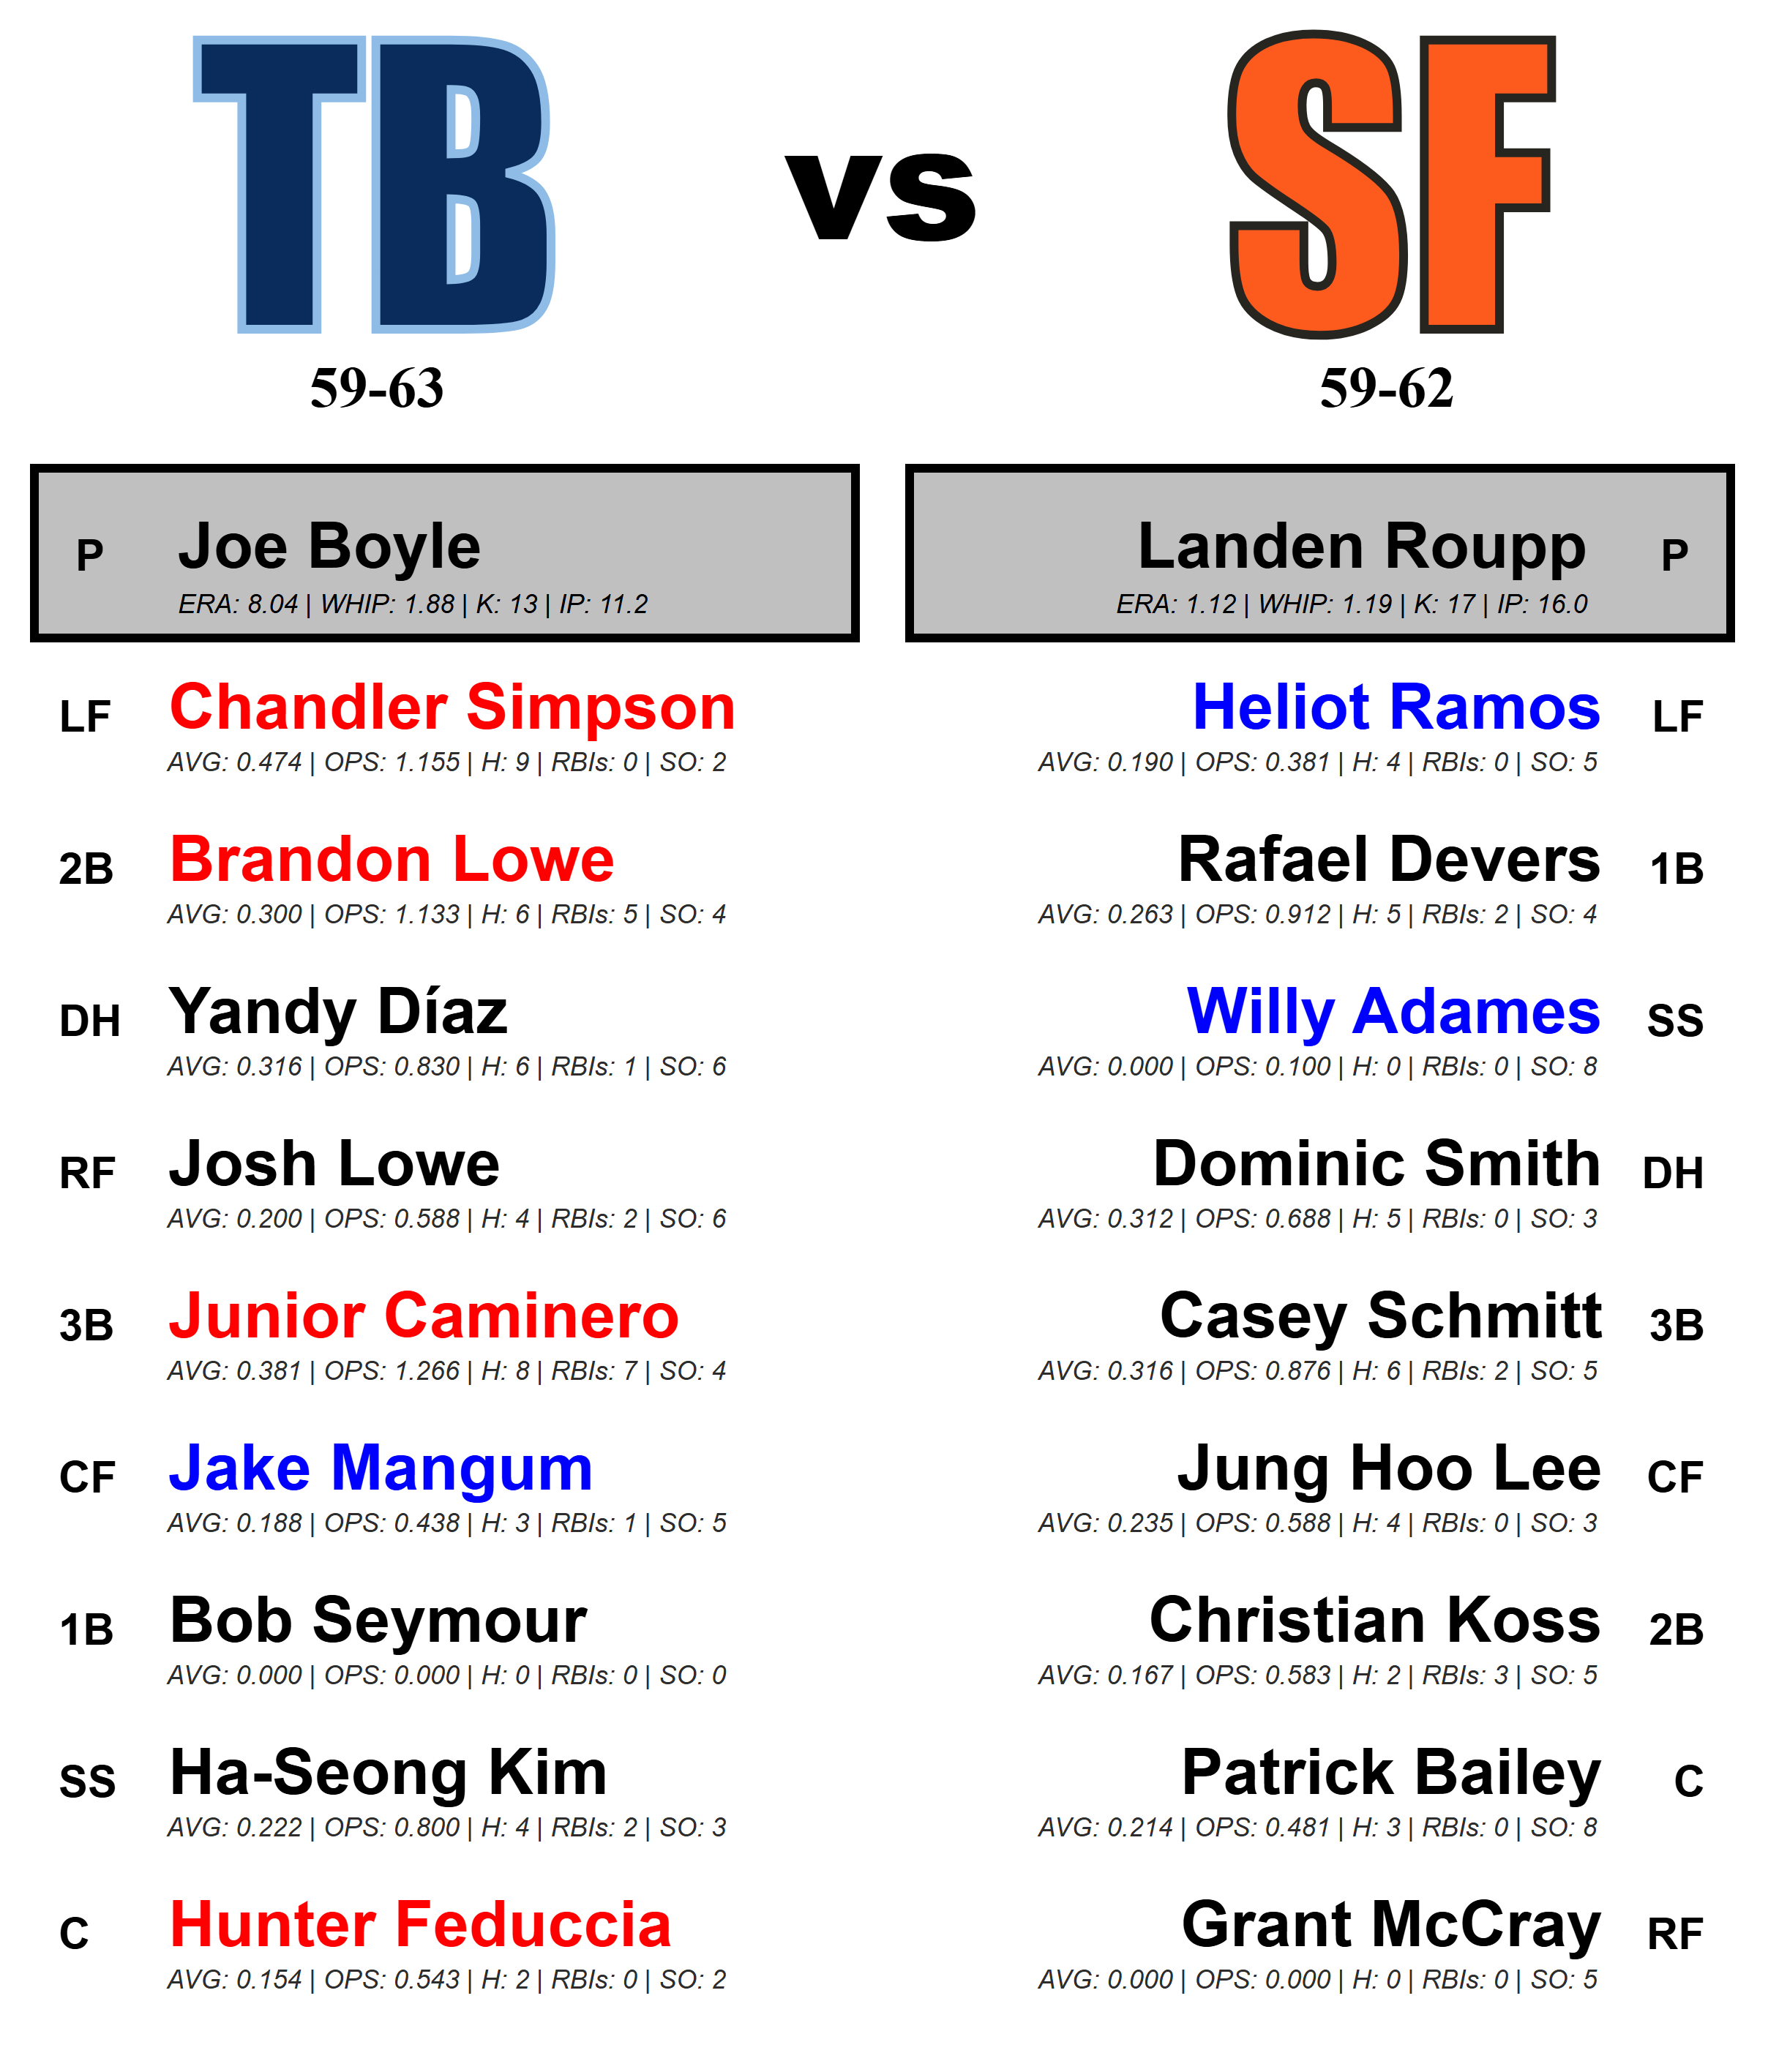 TB vs SF
59-63
59-62
P Joe Boyle
ERA: 8.04 | WHIP: 1.88 | K: 13 | IP: 11.2
Landen Roupp P
ERA: 1.12 | WHIP: 1.19 | K: 17 | IP: 16.0
LF Chandler Simpson
AVG: 0.474 | OPS: 1.155 | H: 9 | RBIs: 0 | SO: 2
2B Brandon Lowe
AVG: 0.300 | OPS: 1.133 | H: 6 | RBIs: 5 | SO: 4
DH Yandy Díaz
AVG: 0.316 | OPS: 0.830 | H: 6 | RBIs: 1 | SO: 6
RF Josh Lowe
AVG: 0.200 | OPS: 0.588 | H: 4 | RBIs: 2 | SO: 6
3B Junior Caminero
AVG: 0.381 | OPS: 1.266 | H: 8 | RBIs: 7 | SO: 4
CF Jake Mangum
AVG: 0.188 | OPS: 0.438 | H: 3 | RBIs: 1 | SO: 5
1B Bob Seymour
AVG: 0.000 | OPS: 0.000 | H: 0 | RBIs: 0 | SO: 0
SS Ha-Seong Kim
AVG: 0.222 | OPS: 0.800 | H: 4 | RBIs: 2 | SO: 3
C Hunter Feduccia
AVG: 0.154 | OPS: 0.543 | H: 2 | RBIs: 0 | SO: 2
Heliot Ramos LF
AVG: 0.190 | OPS: 0.381 | H: 4 | RBIs: 0 | SO: 5
Rafael Devers 1B
AVG: 0.263 | OPS: 0.912 | H: 5 | RBIs: 2 | SO: 4
Willy Adames SS
AVG: 0.000 | OPS: 0.100 | H: 0 | RBIs: 0 | SO: 8
Dominic Smith DH
AVG: 0.312 | OPS: 0.688 | H: 5 | RBIs: 0 | SO: 3
Casey Schmitt 3B
AVG: 0.316 | OPS: 0.876 | H: 6 | RBIs: 2 | SO: 5
Jung Hoo Lee CF
AVG: 0.235 | OPS: 0.588 | H: 4 | RBIs: 0 | SO: 3
Christian Koss 2B
AVG: 0.167 | OPS: 0.583 | H: 2 | RBIs: 3 | SO: 5
Patrick Bailey C
AVG: 0.214 | OPS: 0.481 | H: 3 | RBIs: 0 | SO: 8
Grant McCray RF
AVG: 0.000 | OPS: 0.000 | H: 0 | RBIs: 0 | SO: 5